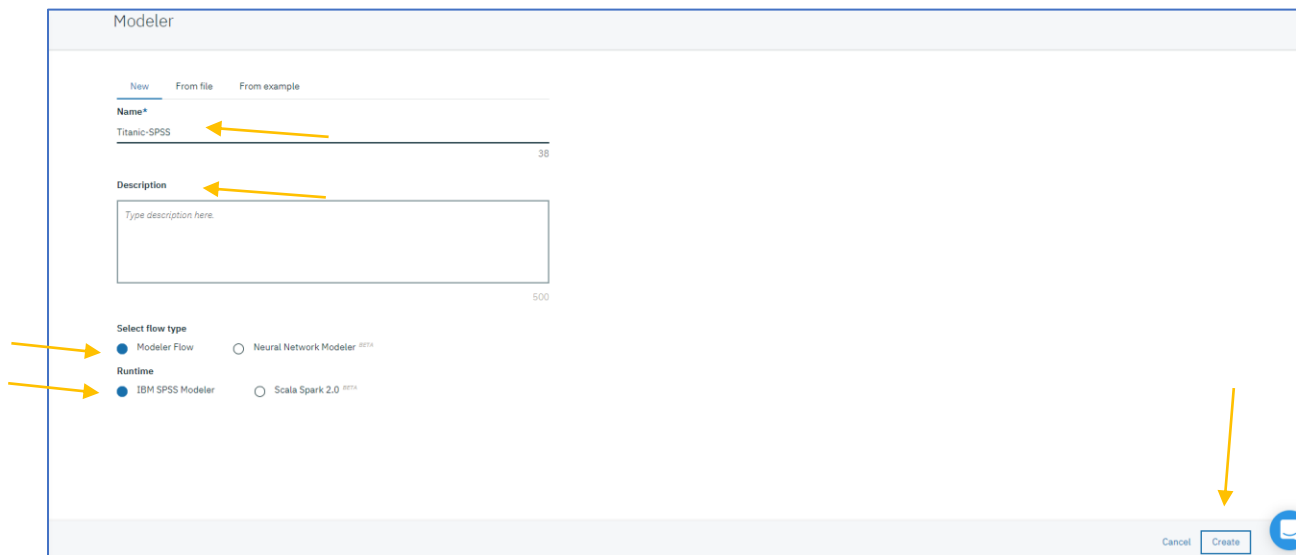 Modeler
New From file From example
Name*
Titanic-SPSS
38
Description
Type description here.
500
Select flow type
Modeler Flow Neural Network Modeler BETA
Runtime
IBM SPSS Modeler Scala Spark 2.0 BETA
Cancel Create